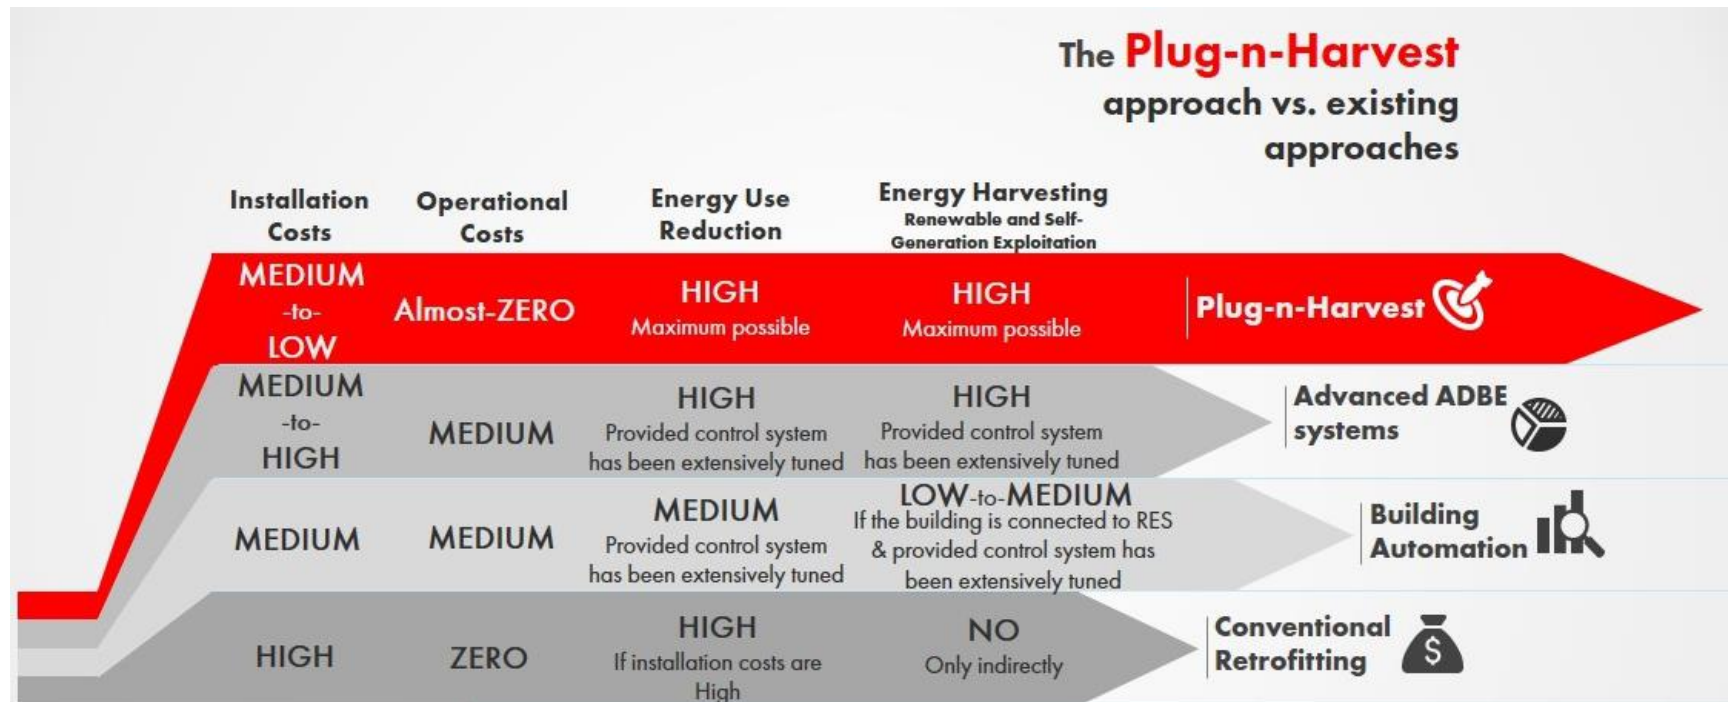 The Plug-n-Harvest
approach vs. existing
approaches
Installation
Costs
Operational
Costs
Energy Use
Reduction
Energy Harvesting
Renewable and Self-
Generation Exploitation
MEDIUM
-to-
LOW
Almost-ZERO
HIGH
Maximum possible
HIGH
Maximum possible
Plug-n-Harvest
MEDIUM
-to-
HIGH
MEDIUM
HIGH
Provided control system
has been extensively tuned
HIGH
Provided control system
has been extensively tuned
Advanced ADBE
systems
MEDIUM
MEDIUM
MEDIUM
Provided control system
has been extensively tuned
LOW-to-MEDIUM
If the building is connected to RES
& provided control system has
been extensively tuned
Building
Automation
HIGH
ZERO
HIGH
If installation costs are
High
NO
Only indirectly
Conventional
Retrofitting
$